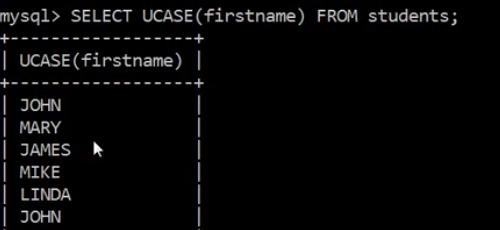 mysql> SELECT UCASE(firstname) FROM students;
+------------------+
| UCASE(firstname) |
+------------------+
| JOHN             |
| MARY             |
| JAMES            |
| MIKE             |
| LINDA            |
| JOHN             |